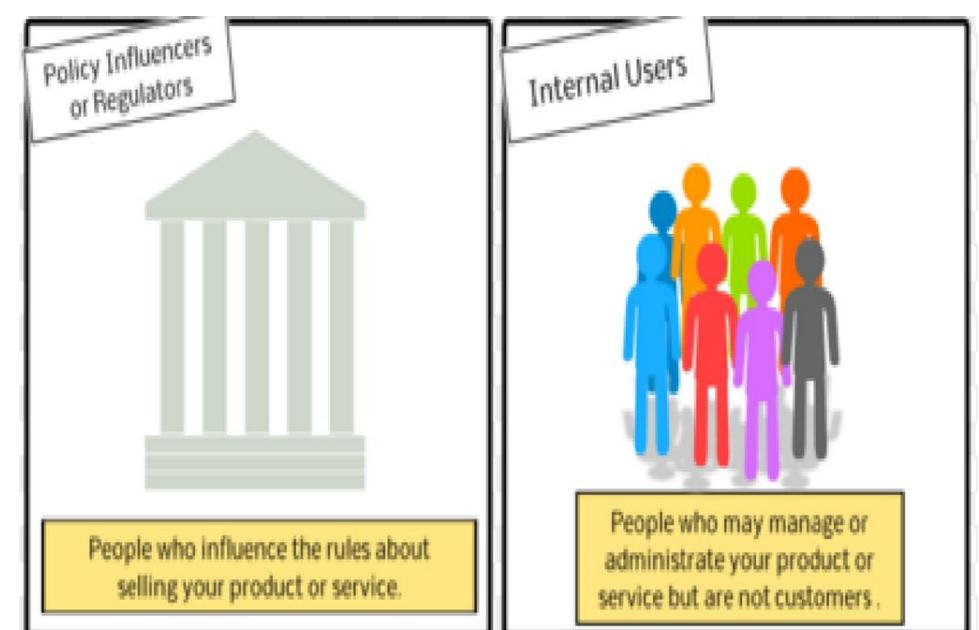 Policy Influencers
or Regulators
People who influence the rules about
selling your product or service.
Internal Users
People who may manage or
administrate your product or
service but are not customers .